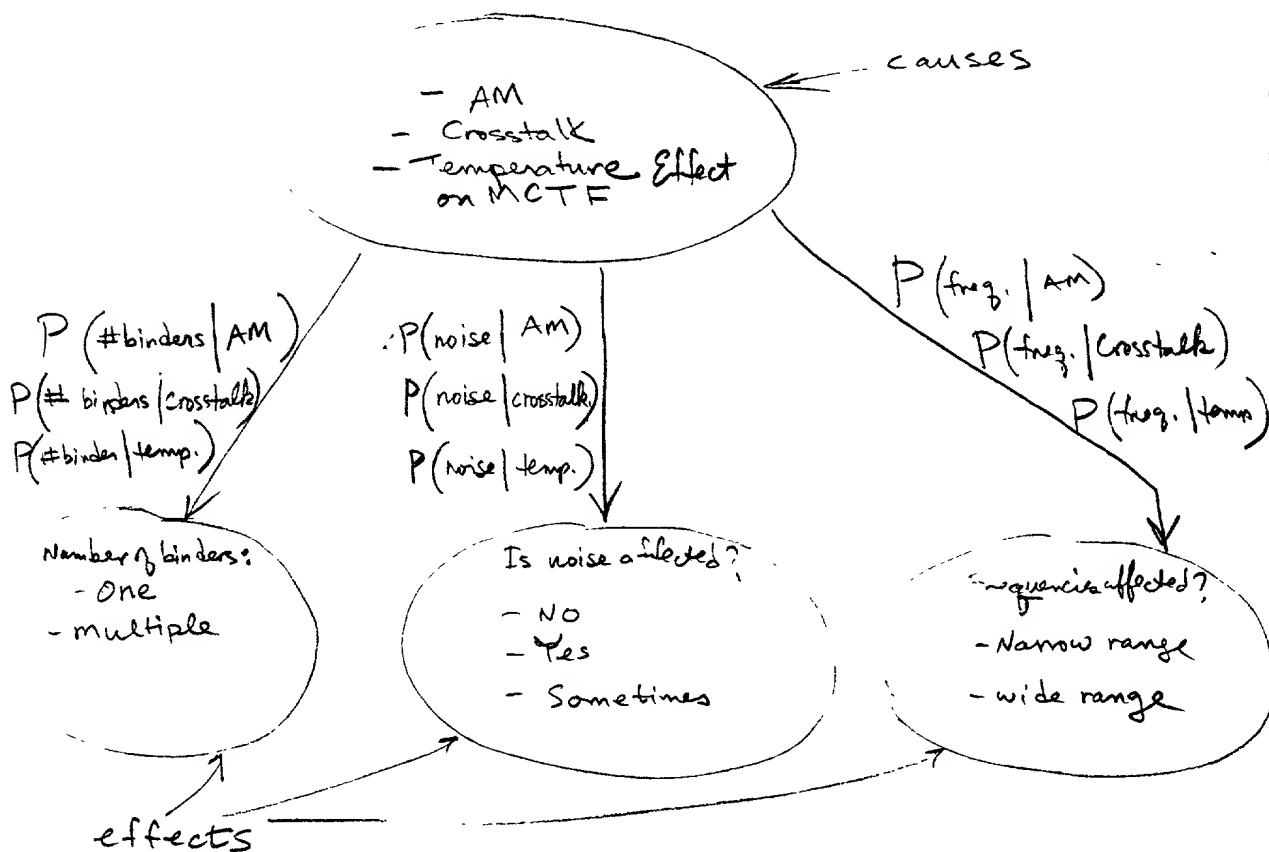 causes
- AM
- Crosstalk
- Temperature Effect
on MCTF
P(#binders | AM)
P(# binders | crosstalk)
P(#binder | temp.)
P(noise | AM)
P(noise | crosstalk)
P(noise | temp.)
P(freq. | AM)
P(freq. | Crosstalk)
P(freq. | temp)
Number of binders:
- One
- multiple
Is noise affected?
- NO
- Yes
- Sometimes
affected?
- Narrow range
- wide range
effects